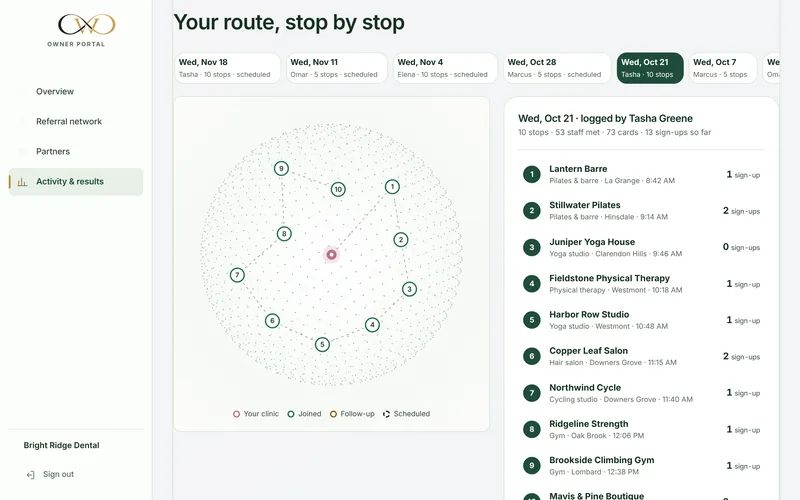 OWNER PORTAL
Overview
Referral network
Partners
Activity & results
Bright Ridge Dental
Sign out
Your route, stop by stop
Wed, Nov 18
Tasha · 10 stops · scheduled
Wed, Nov 11
Omar · 5 stops · scheduled
Wed, Nov 4
Elena · 10 stops · scheduled
Wed, Oct 28
Marcus · 5 stops · scheduled
Wed, Oct 21
Tasha · 10 stops
Wed, Oct 7
Marcus · 5 stops
9
10
1
8
2
7
3
6
4
5
Your clinic
Joined
Follow-up
Scheduled
Wed, Oct 21 · logged by Tasha Greene
10 stops · 53 staff met · 73 cards · 13 sign-ups so far
1 Lantern Barre 1 sign-up
Pilates & barre · La Grange · 8:42 AM
2 Stillwater Pilates 2 sign-ups
Pilates & barre · Hinsdale · 9:14 AM
3 Juniper Yoga House 0 sign-ups
Yoga studio · Clarendon Hills · 9:46 AM
4 Fieldstone Physical Therapy 1 sign-up
Physical therapy · Westmont · 10:18 AM
5 Harbor Row Studio 1 sign-up
Yoga studio · Westmont · 10:48 AM
6 Copper Leaf Salon 2 sign-ups
Hair salon · Downers Grove · 11:15 AM
7 Northwind Cycle 1 sign-up
Cycling studio · Downers Grove · 11:40 AM
8 Ridgeline Strength 1 sign-up
Gym · Oak Brook · 12:06 PM
9 Brookside Climbing Gym 1 sign-up
Gym · Lombard · 12:38 PM
Mavis & Pine Boutique